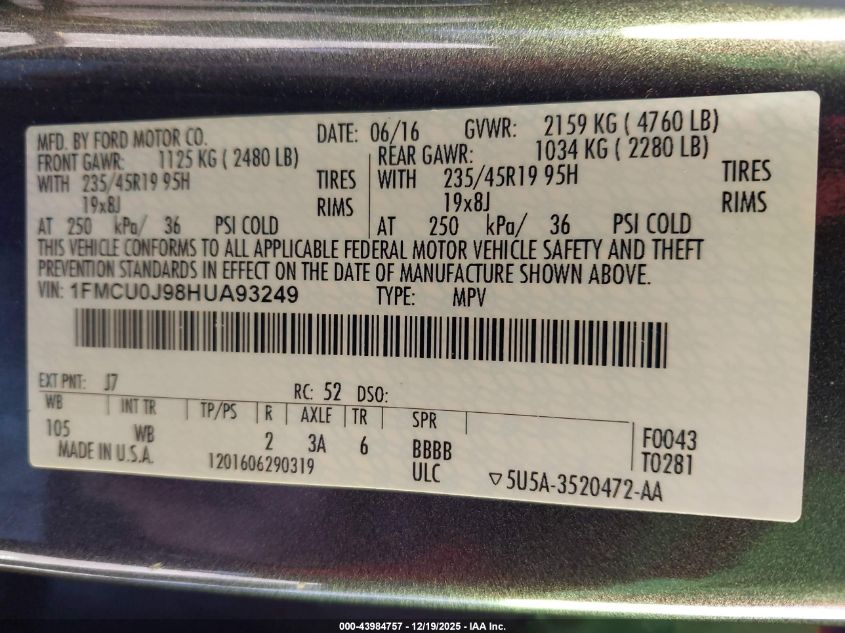 MFD. BY FORD MOTOR CO. DATE: 06/16 GVWR: 2159 KG ( 4760 LB)
FRONT GAWR: 1125 KG ( 2480 LB) REAR GAWR: 1034 KG ( 2280 LB)
WITH 235/45R19 95H TIRES WITH 235/45R19 95H TIRES
19x8J RIMS 19x8J RIMS
AT 250 kPa/ 36 PSI COLD AT 250 kPa/ 36 PSI COLD
THIS VEHICLE CONFORMS TO ALL APPLICABLE FEDERAL MOTOR VEHICLE SAFETY AND THEFT
PREVENTION STANDARDS IN EFFECT ON THE DATE OF MANUFACTURE SHOWN ABOVE.
VIN: 1FMCU0J98HUA93249 TYPE: MPV
EXT PNT: J7 RC: 52 DSO:
WB INT TR TP/PS R AXLE TR SPR
105 WB 2 3A 6 BBBB F0043
MADE IN U.S.A. 1201606290319 ULC T0281
▽5U5A-3520472-AA
000-43984757 - 12/19/2025 - IAA Inc.